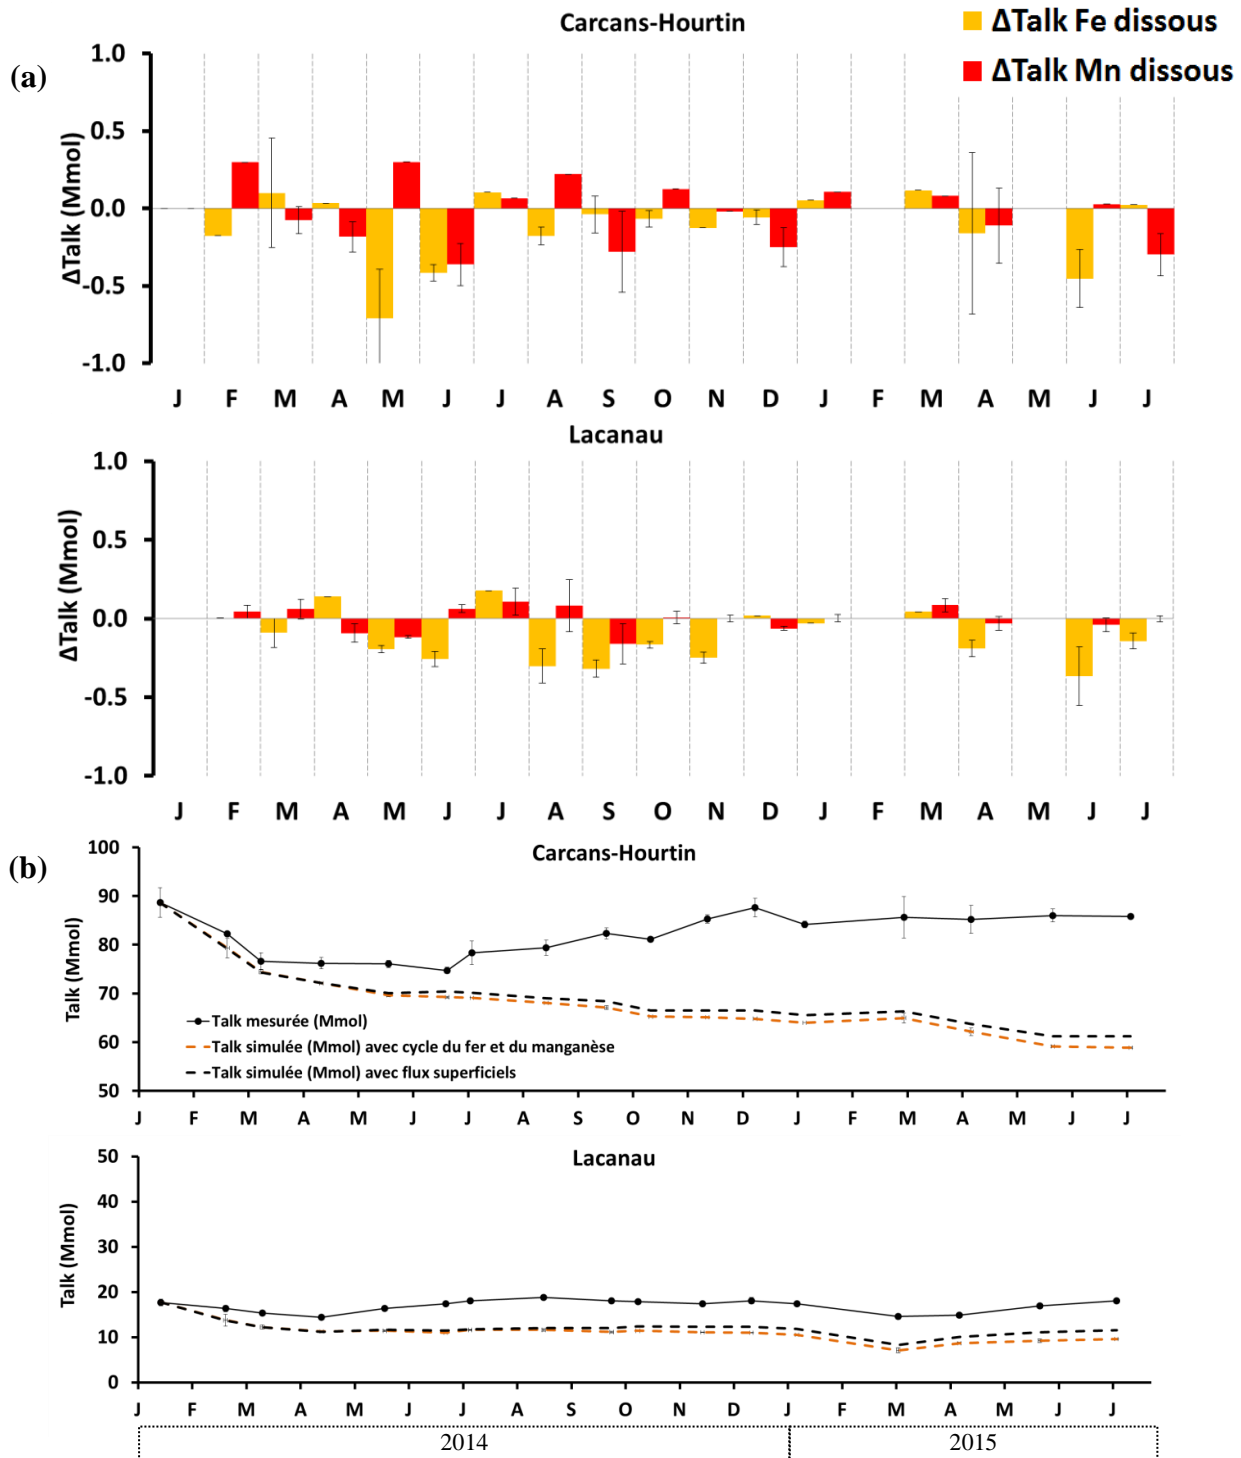 Carcans-Hourtin
ΔTalk Fe dissous
ΔTalk Mn dissous
(a)
1.0
0.5
0.0
-0.5
-1.0
ΔTalk (Mmol)
J F M A M J J A S O N D J F M A M J J
Lacanau
1.0
0.5
0.0
-0.5
-1.0
ΔTalk (Mmol)
J F M A M J J A S O N D J F M A M J J
(b)
Carcans-Hourtin
100
90
80
70
60
50
Talk (Mmol)
Talk mesurée (Mmol)
Talk simulée (Mmol) avec cycle du fer et du manganèse
Talk simulée (Mmol) avec flux superficiels
J F M A M J J A S O N D J F M A M J J
Lacanau
50
40
30
20
10
0
Talk (Mmol)
J F M A M J J A S O N D J F M A M J J
2014 2015